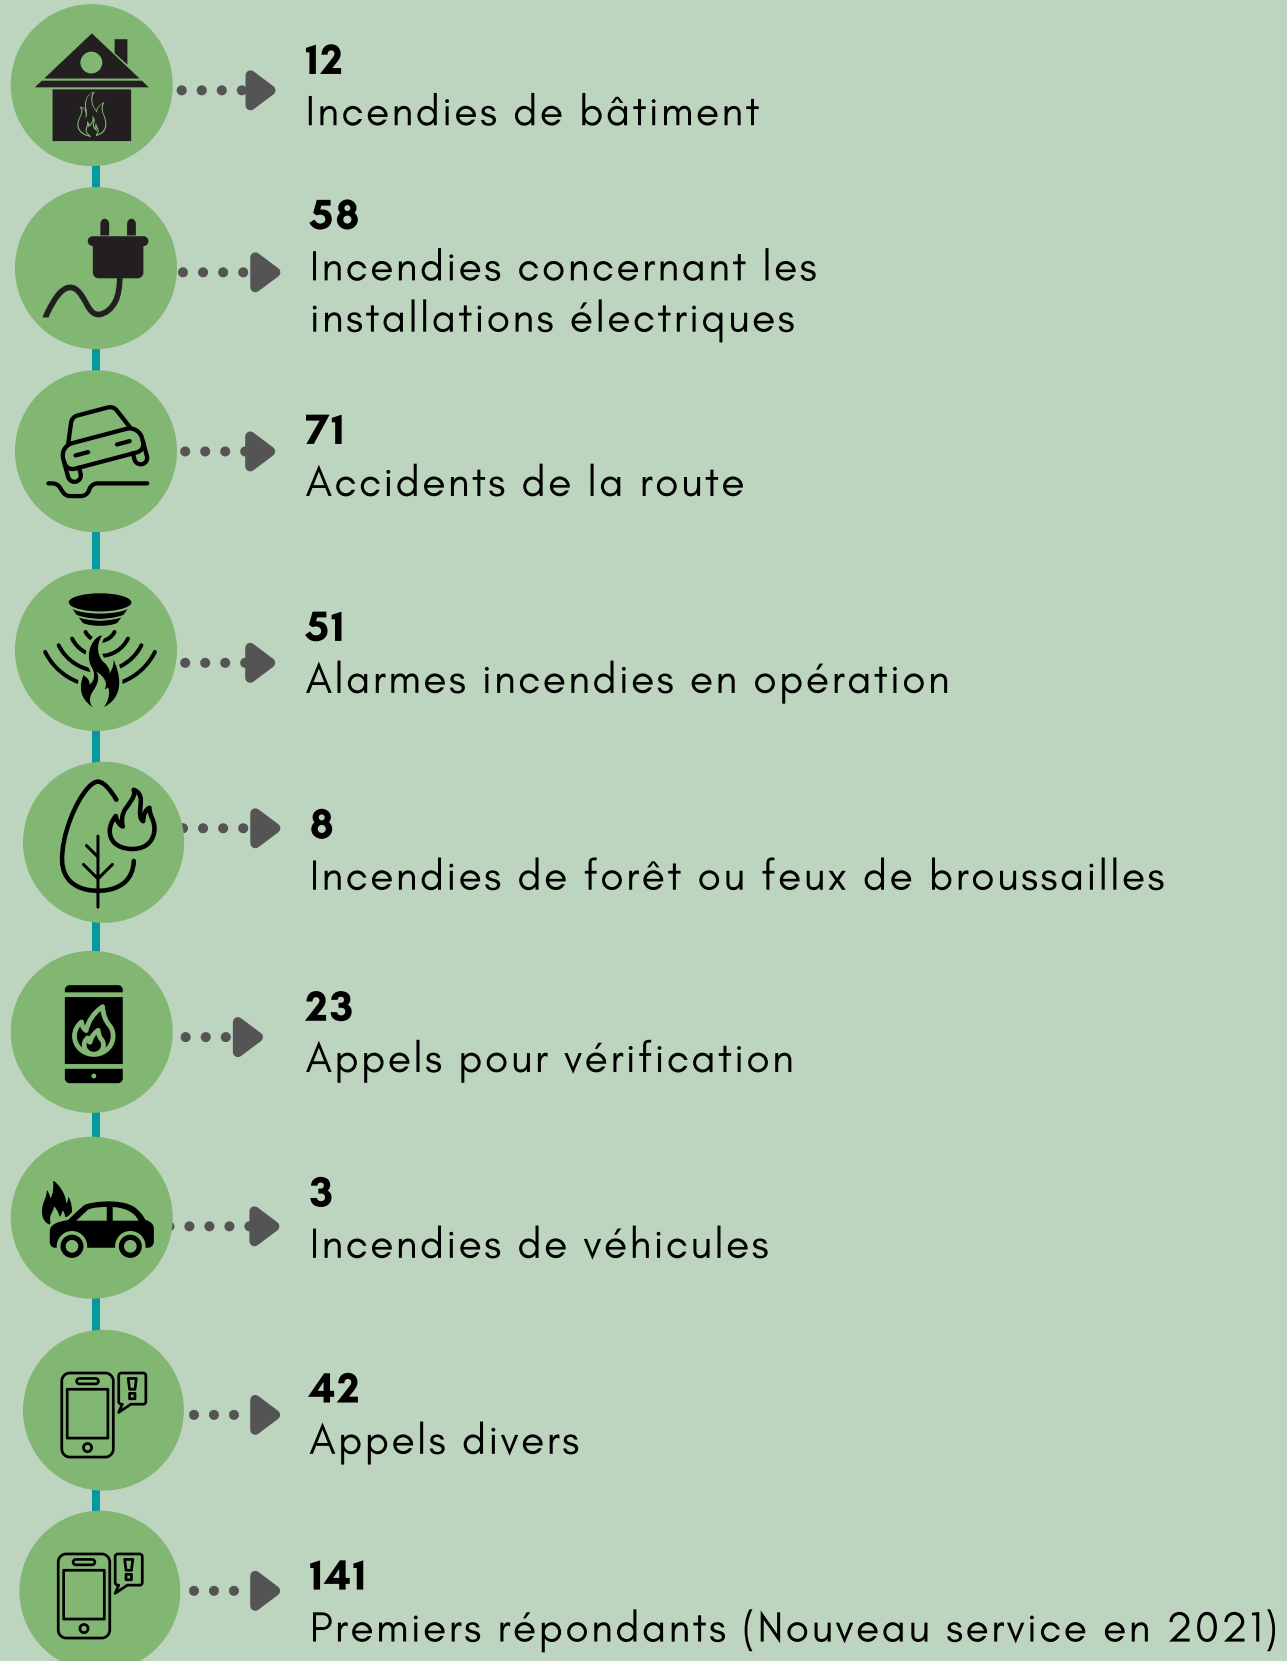 12
Incendies de bâtiment
58
Incendies concernant les
installations électriques
71
Accidents de la route
51
Alarmes incendies en opération
8
Incendies de forêt ou feux de broussailles
23
Appels pour vérification
3
Incendies de véhicules
42
Appels divers
141
Premiers répondants (Nouveau service en 2021)